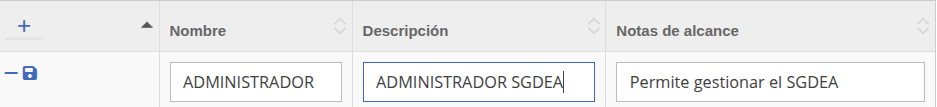 Nombre Descripción Notas de alcance
ADMINISTRADOR ADMINISTRADOR SGDEA Permite gestionar el SGDEA